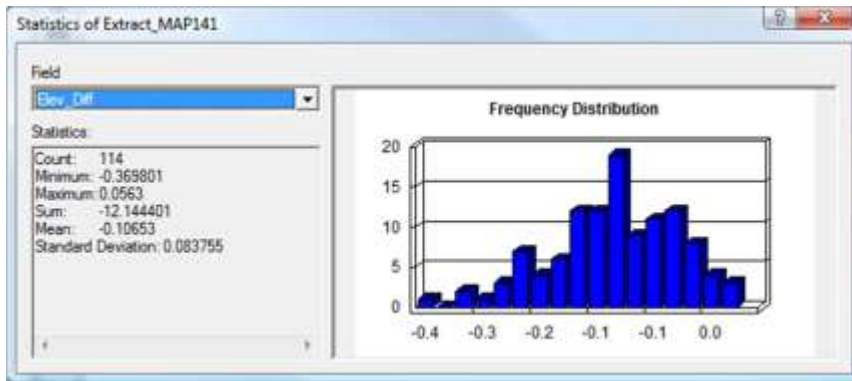 Statistics of Extract_MAP141
Field
Elev_Diff
Statistics:
Count: 114
Minimum: -0.369801
Maximum: 0.0563
Sum: -12.144401
Mean: -0.10653
Standard Deviation: 0.083755
Frequency Distribution
20
15
10
5
0
-0.4 -0.3 -0.2 -0.1 -0.1 0.0